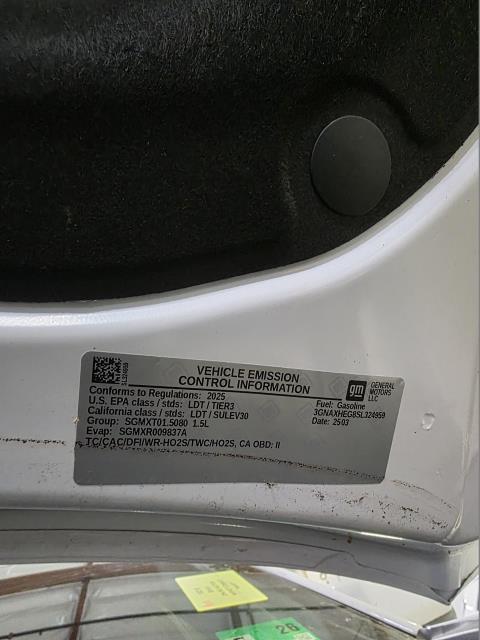 VEHICLE EMISSION
CONTROL INFORMATION
gm
GENERAL
MOTORS
LLC
Conforms to Regulations: 2025
U.S. EPA class / stds: LDT / TIER3
California class / stds: LDT / SULEV30
Group: SGMXT01.5080 1.5L
Evap: SGMXR009837A
TC/CAC/DFI/WR-HO2S/TWC/HO2S, CA OBD: II
Fuel: Gasoline
3GNAXHEG8SL324959
Date: 2503
26